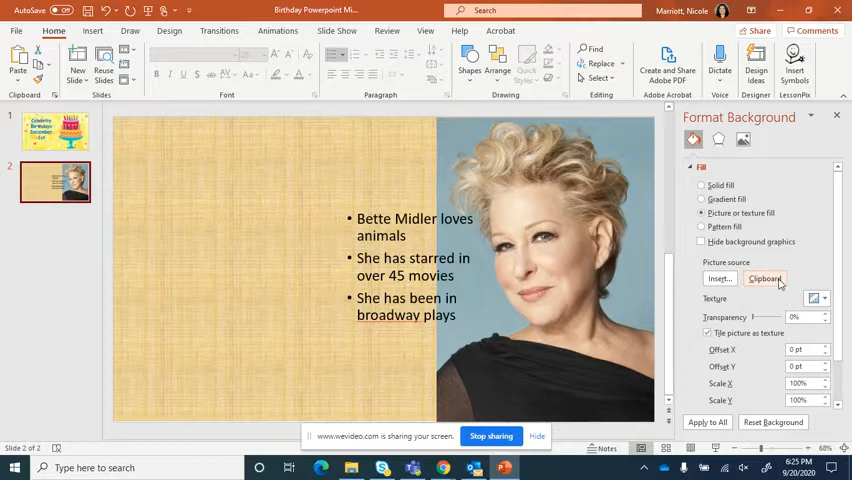 AutoSave Off Birthday Powerpoint Mi... Search Marriott, Nicole
File Home Insert Draw Design Transitions Animations Slide Show Review View Help Acrobat Share Comments
Paste New Slides Reuse Slides Shapes Arrange Quick Styles Find Replace Select Create and Share Adobe PDF Dictate Design Ideas Insert Symbols
Clipboard Slides Font Paragraph Drawing Editing Adobe Acrobat Voice Designer LessonPix
1
Celebrity
Birthdays
December
1st
2
• Bette Midler loves
animals
• She has starred in
over 45 movies
• She has been in
broadway plays
Format Background
Fill
Solid fill
Gradient fill
Picture or texture fill
Pattern fill
Hide background graphics
Picture source
Insert... Clipboard
Texture
Transparency 0%
Tile picture as texture
Offset X 0 pt
Offset Y 0 pt
Scale X 100%
Scale Y 100%
Apply to All Reset Background
www.wevideo.com is sharing your screen. Stop sharing Hide
Slide 2 of 2 Notes 68%
Type here to search 6:25 PM
9/20/2020